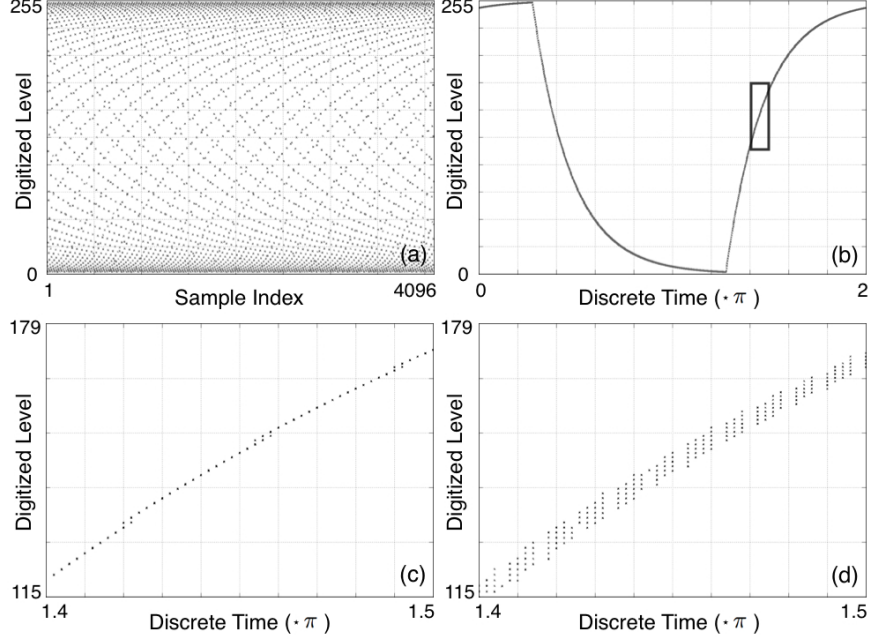 255
Digitized Level
0
(a)
1
Sample Index
4096
255
Digitized Level
0
(b)
0
Discrete Time (· π )
2
179
Digitized Level
115
(c)
1.4
Discrete Time (· π )
1.5
179
Digitized Level
115
(d)
1.4
Discrete Time (· π )
1.5